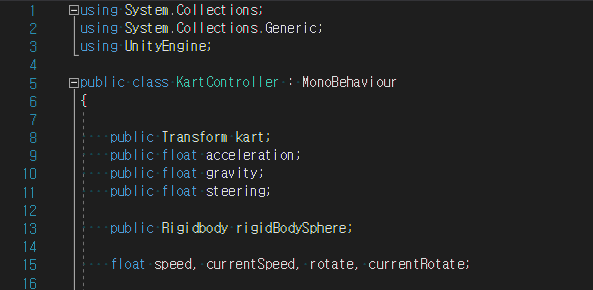 1 using System.Collections;
2 using System.Collections.Generic;
3 using UnityEngine;
4
5 public class KartController : MonoBehaviour
6 {
7
8 public Transform kart;
9 public float acceleration;
10 public float gravity;
11 public float steering;
12
13 public Rigidbody rigidBodySphere;
14
15 float speed, currentSpeed, rotate, currentRotate;
16